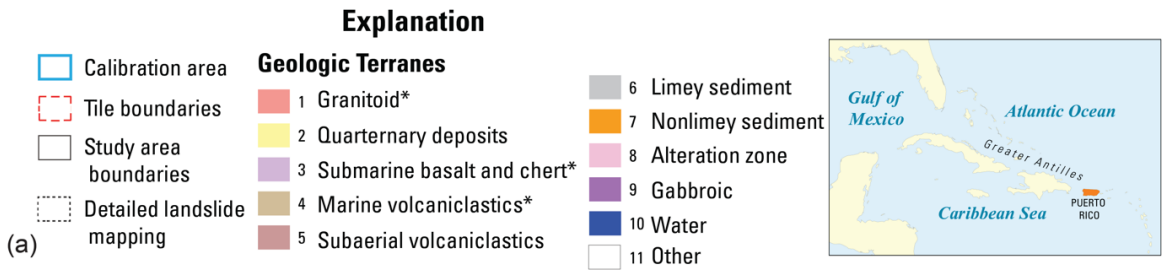 Explanation
Calibration area
Tile boundaries
Study area
boundaries
Detailed landslide
mapping
(a)
Geologic Terranes
1 Granitoid*
2 Quarternary deposits
3 Submarine basalt and chert*
4 Marine volcaniclastics*
5 Subaerial volcaniclastics
6 Limey sediment
7 Nonlimey sediment
8 Alteration zone
9 Gabbroic
10 Water
11 Other
Gulf of
Mexico
Atlantic Ocean
Greater Antilles
Caribbean Sea
PUERTO
RICO